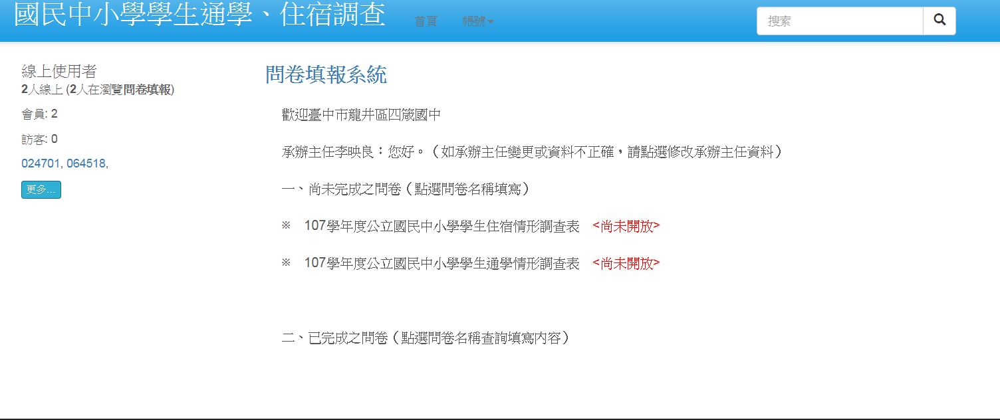 國民中小學學生通學、住宿調查
首頁 帳號
搜索
線上使用者
2人線上 (2人在瀏覽問卷填報)
會員: 2
訪客: 0
024701, 064518,
更多...
問卷填報系統
歡迎臺中市龍井區四箴國中
承辦主任李映良：您好。（如承辦主任變更或資料不正確，請點選修改承辦主任資料）
一、尚未完成之問卷（點選問卷名稱填寫）
※ 107學年度公立國民中小學學生住宿情形調查表 <尚未開放>
※ 107學年度公立國民中小學學生通學情形調查表 <尚未開放>
二、已完成之問卷（點選問卷名稱查詢填寫內容）